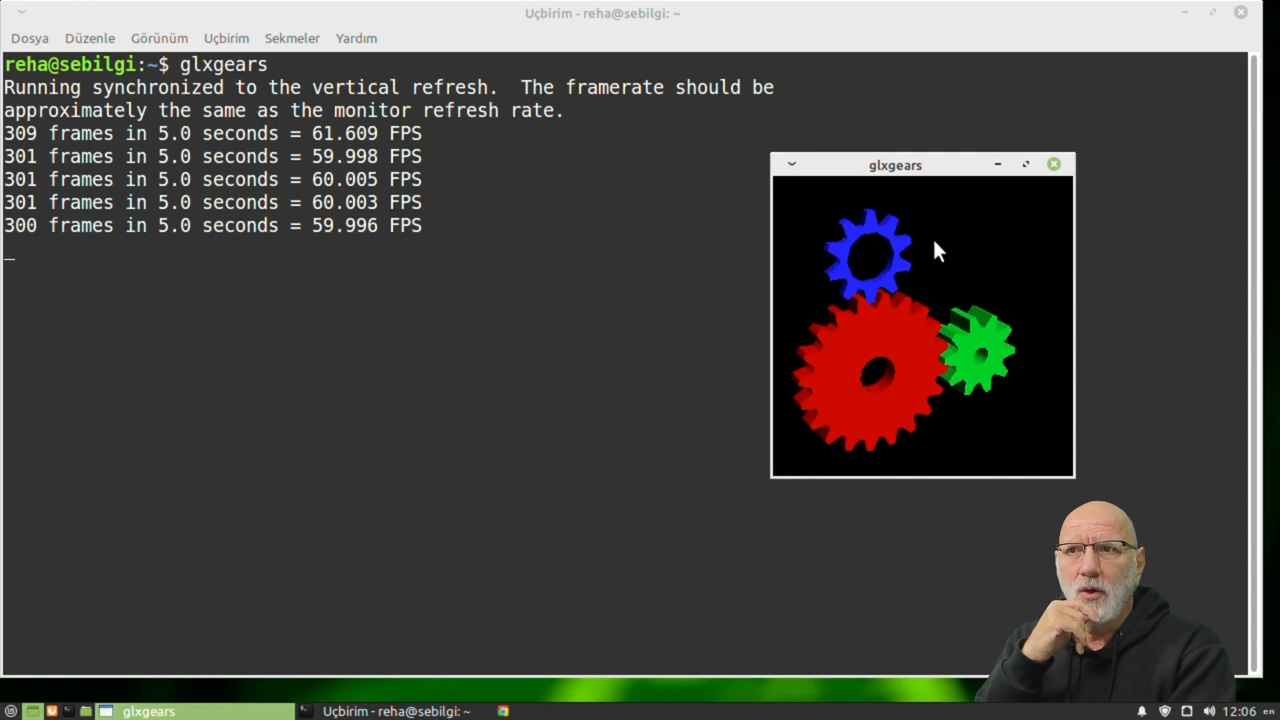 Uçbirim - reha@sebilgi: ~
Dosya Düzenle Görünüm Uçbirim Sekmeler Yardım
reha@sebilgi:~$ glxgears
Running synchronized to the vertical refresh.  The framerate should be
approximately the same as the monitor refresh rate.
309 frames in 5.0 seconds = 61.609 FPS
301 frames in 5.0 seconds = 59.998 FPS
301 frames in 5.0 seconds = 60.005 FPS
301 frames in 5.0 seconds = 60.003 FPS
300 frames in 5.0 seconds = 59.996 FPS
glxgears
glxgears
Uçbirim - reha@sebilgi: ~
12:06 en